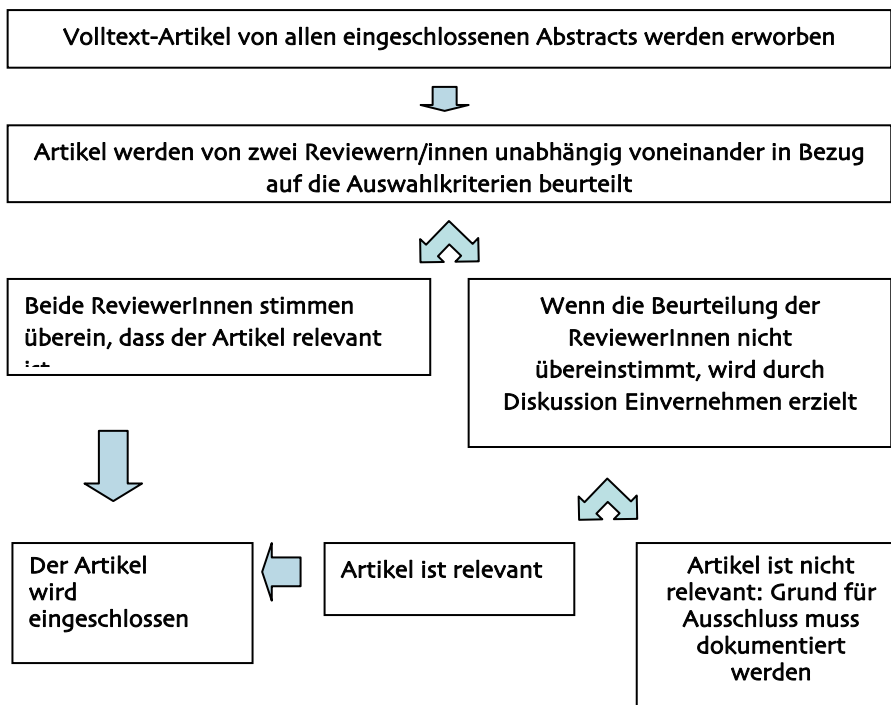 Volltext-Artikel von allen eingeschlossenen Abstracts werden erworben
Artikel werden von zwei Reviewern/innen unabhängig voneinander in Bezug
auf die Auswahlkriterien beurteilt
Beide ReviewerInnen stimmen
überein, dass der Artikel relevant
Wenn die Beurteilung der
ReviewerInnen nicht
übereinstimmt, wird durch
Diskussion Einvernehmen erzielt
Der Artikel
wird
eingeschlossen
Artikel ist relevant
Artikel ist nicht
relevant: Grund für
Ausschluss muss
dokumentiert
werden